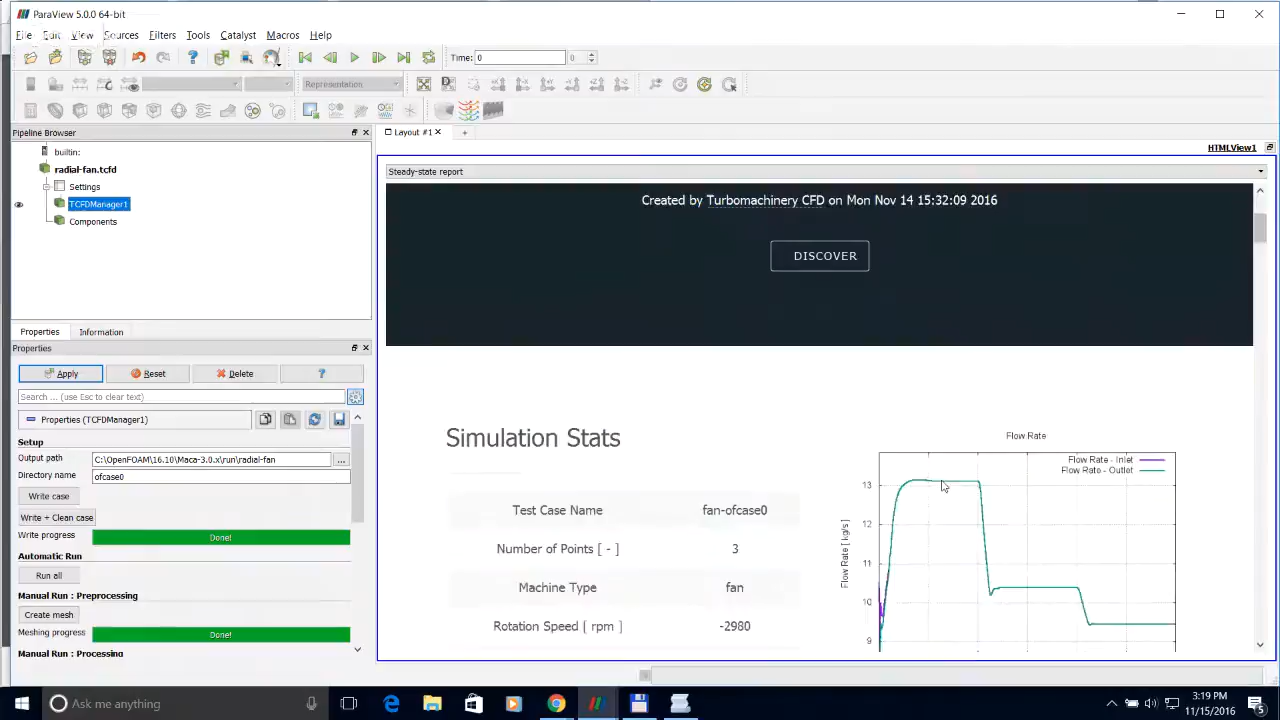 ParaView 5.0.0 64-bit
File Edit View Sources Filters Tools Catalyst Macros Help
Time: 0 0
Representation
Pipeline Browser
Layout #1
builtin:
HTMLView1
radial-fan.tcfd
Steady-state report
Settings
TCFDManager1
Created by Turbomachinery CFD on Mon Nov 14 15:32:09 2016
Components
DISCOVER
Properties Information
Properties
Apply Reset Delete ?
Search ... (use Esc to clear text)
Properties (TCFDManager1)
Setup
Output path C:\OpenFOAM\16.10\Maca-3.0.x\run\radial-fan ...
Directory name ofcase0
Write case
Write + Clean case
Write progress Done!
Automatic Run
Run all
Manual Run : Preprocessing
Create mesh
Meshing progress Done!
Manual Run : Processing
Simulation Stats
Test Case Name fan-ofcase0
Number of Points [ - ] 3
Machine Type fan
Rotation Speed [ rpm ] -2980
Flow Rate
Flow Rate - Inlet
Flow Rate - Outlet
13
12
11
10
9
Flow Rate [ kg/s ]
Ask me anything
3:19 PM
11/15/2016
5